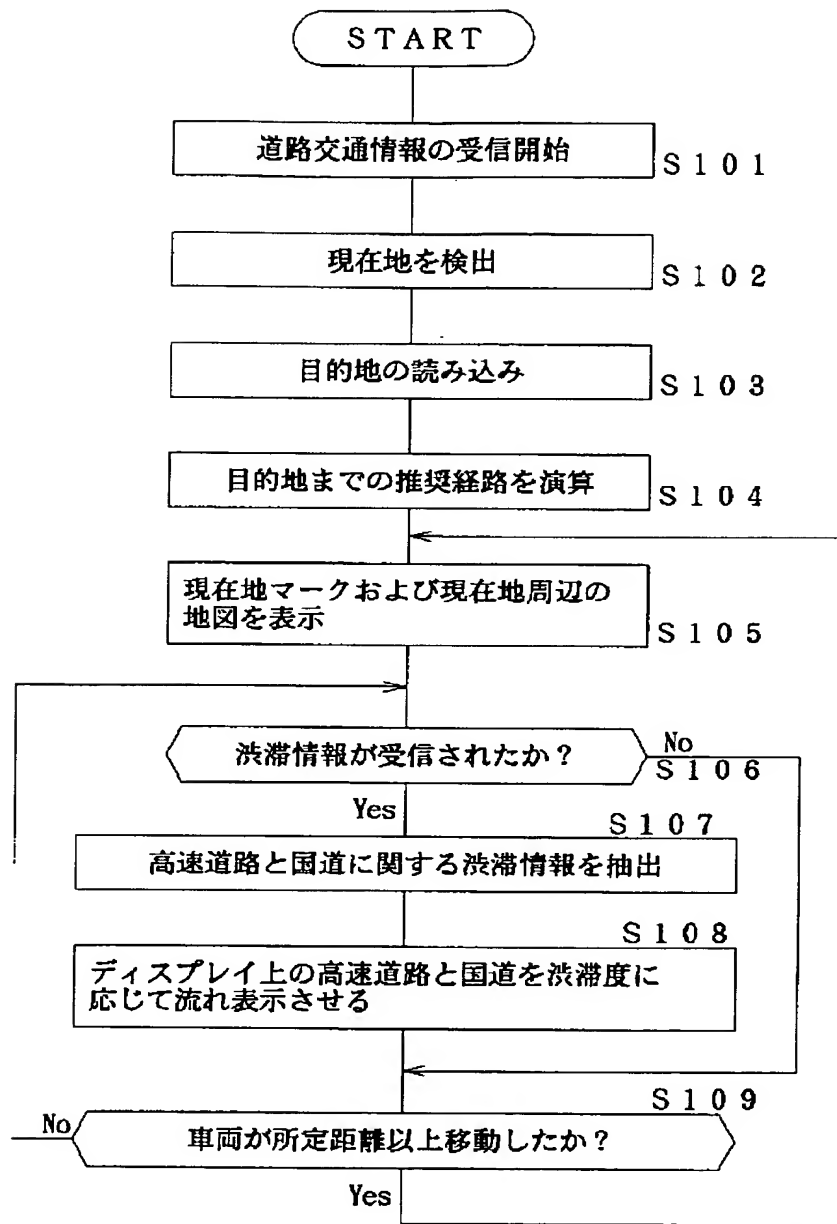 START
道路交通情報の受信開始
S101
現在地を検出
S102
目的地の読み込み
S103
目的地までの推奨経路を演算
S104
現在地マークおよび現在地周辺の
地図を表示
S105
渋滞情報が受信されたか？
No
S106
Yes
S107
高速道路と国道に関する渋滞情報を抽出
S108
ディスプレイ上の高速道路と国道を渋滞度に
応じて流れ表示させる
S109
No
車両が所定距離以上移動したか？
Yes